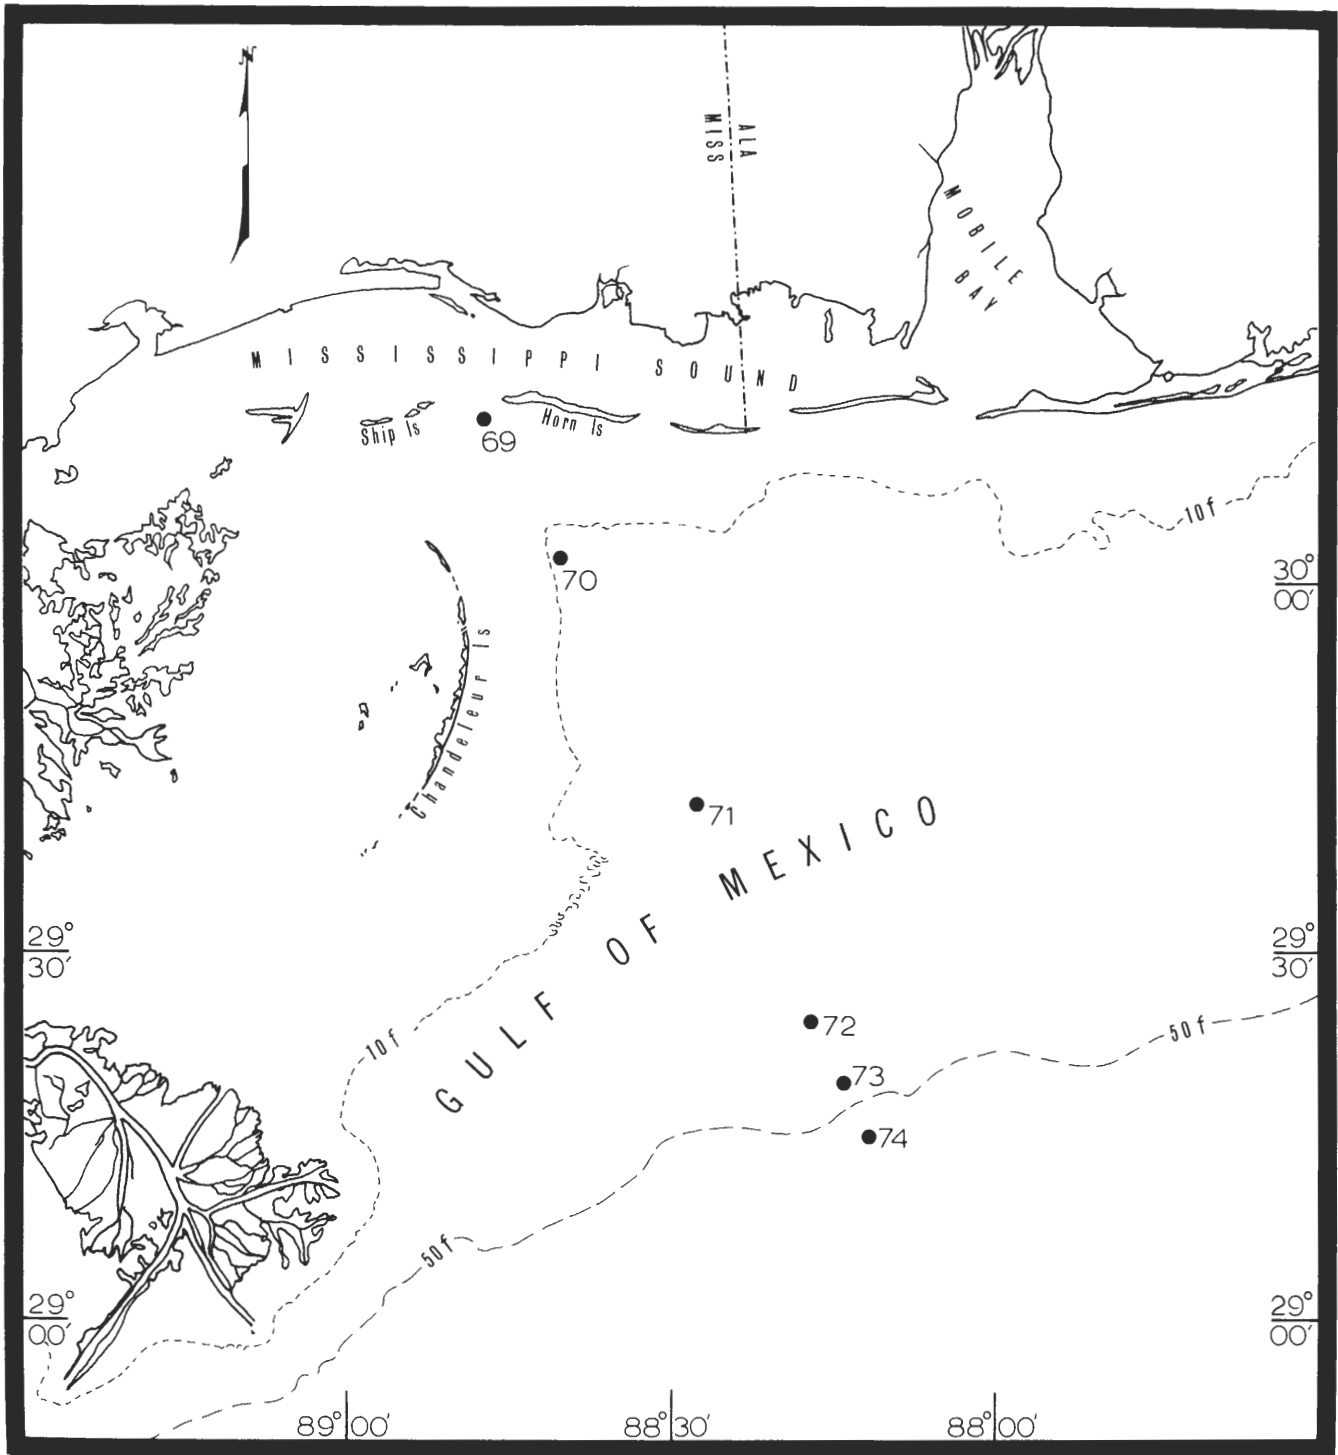 N
MISS
ALA
MOBILE
BAY
MISSISSIPPI SOUND
Ship Is
69
Horn Is
10f
70
30°
00'
Chandeleur Is
71
GULF OF MEXICO
29°
30'
29°
30'
72
50f
10f
73
74
50f
29°
00'
29°
00'
89°00'
88°30'
88°00'